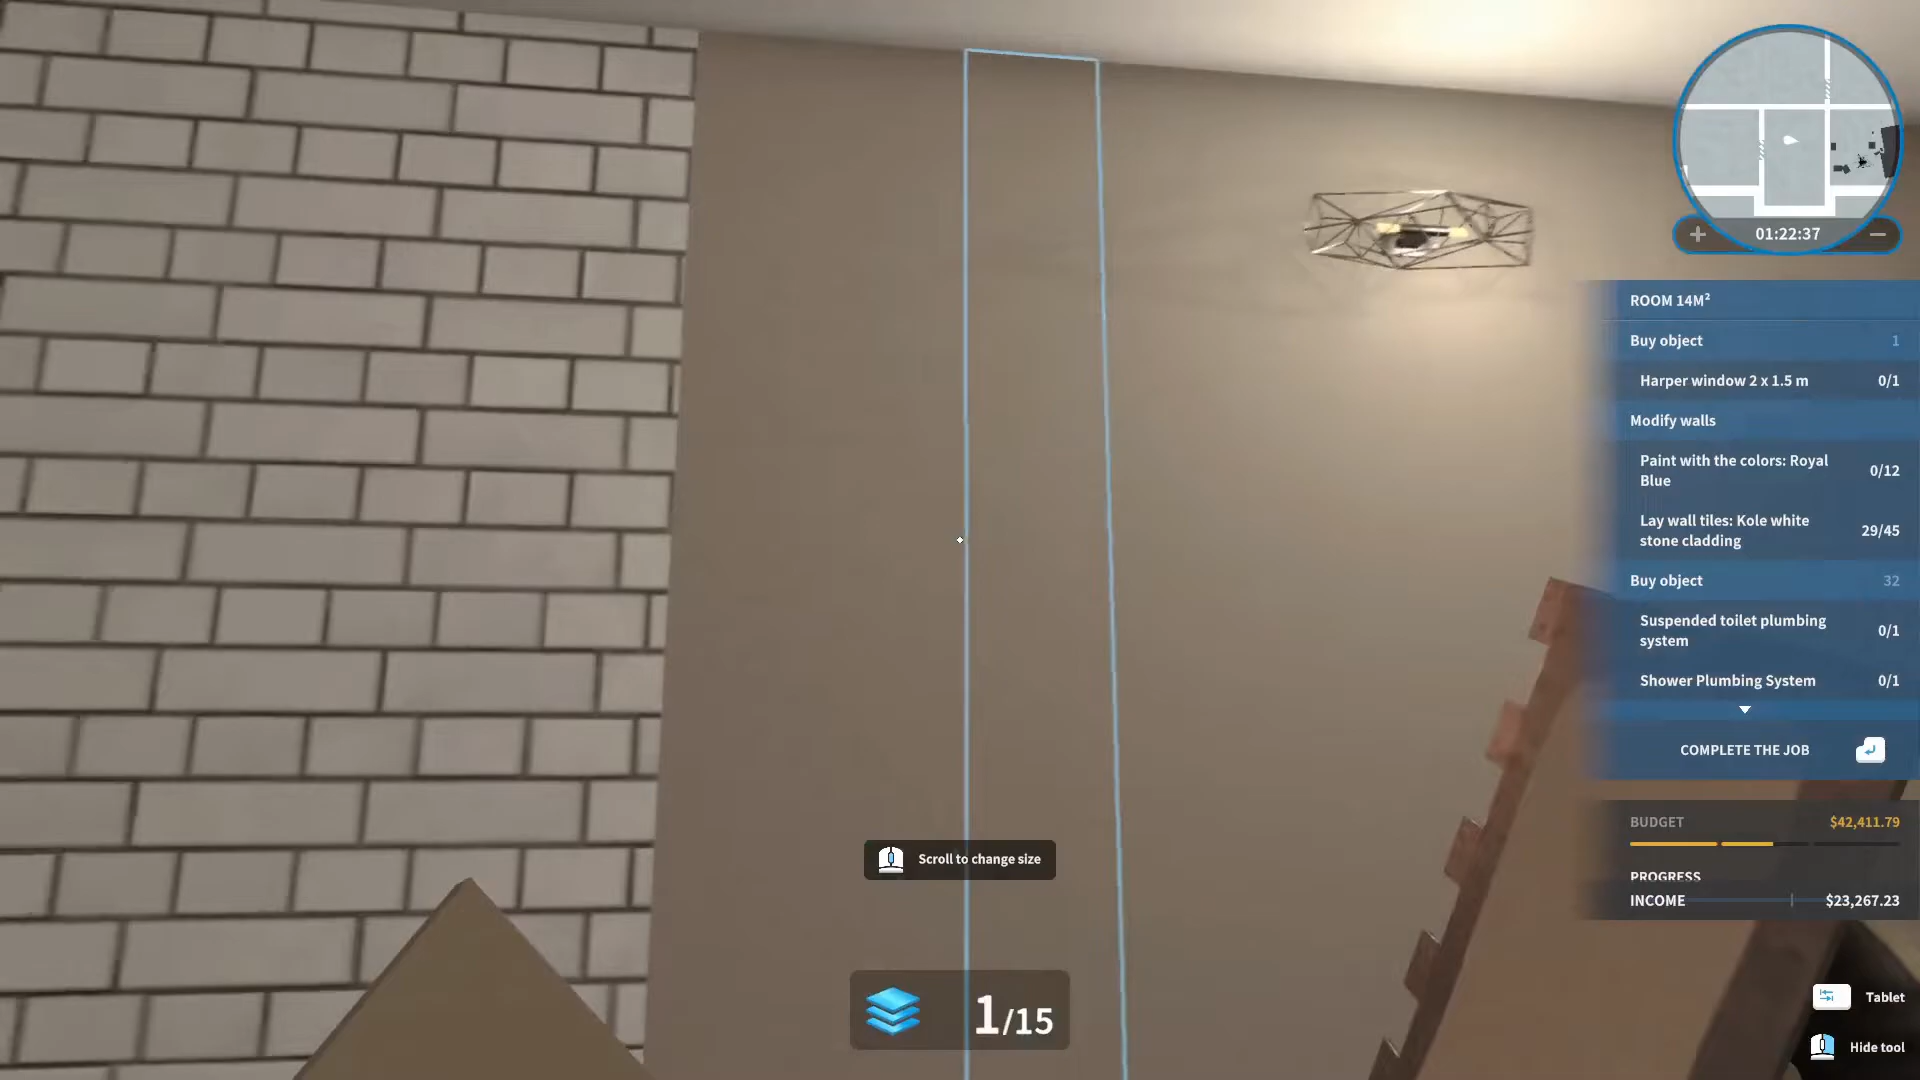 01:22:37
ROOM 14M²
Buy object 1
Harper window 2 x 1.5 m 0/1
Modify walls
Paint with the colors: Royal
Blue 0/12
Lay wall tiles: Kole white
stone cladding 29/45
Buy object 32
Suspended toilet plumbing
system 0/1
Shower Plumbing System 0/1
COMPLETE THE JOB
BUDGET $42,411.79
PROGRESS
INCOME $23,267.23
Scroll to change size
1/15
Tablet
Hide tool